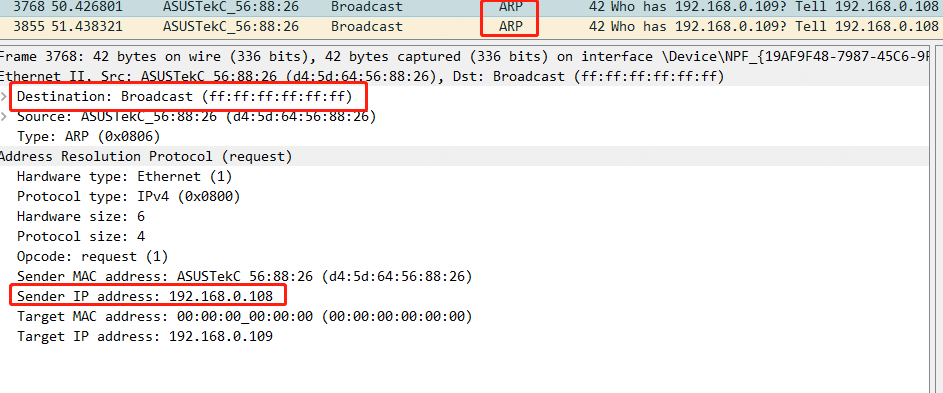 3768 50.426801 ASUSTekC_56:88:26 Broadcast ARP 42 Who has 192.168.0.109? Tell 192.168.0.108
3855 51.438321 ASUSTekC_56:88:26 Broadcast ARP 42 Who has 192.168.0.109? Tell 192.168.0.108
Frame 3768: 42 bytes on wire (336 bits), 42 bytes captured (336 bits) on interface \Device\NPF_{19AF9F48-7987-45C6-9F
Ethernet II, Src: ASUSTekC_56:88:26 (d4:5d:64:56:88:26), Dst: Broadcast (ff:ff:ff:ff:ff:ff)
Destination: Broadcast (ff:ff:ff:ff:ff:ff)
Source: ASUSTekC_56:88:26 (d4:5d:64:56:88:26)
Type: ARP (0x0806)
Address Resolution Protocol (request)
Hardware type: Ethernet (1)
Protocol type: IPv4 (0x0800)
Hardware size: 6
Protocol size: 4
Opcode: request (1)
Sender MAC address: ASUSTekC_56:88:26 (d4:5d:64:56:88:26)
Sender IP address: 192.168.0.108
Target MAC address: 00:00:00_00:00:00 (00:00:00:00:00:00)
Target IP address: 192.168.0.109